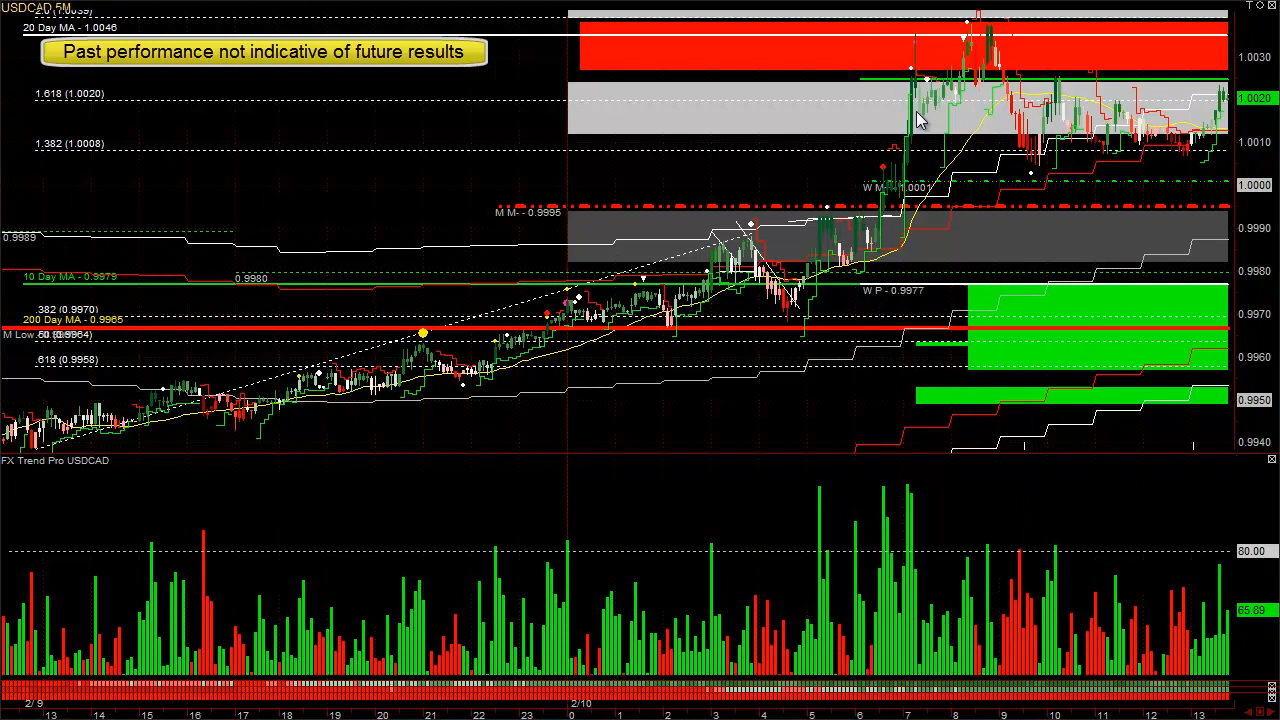 USDCAD,5M
2.0 (1.0039)
20 Day MA - 1.0046
Past performance not indicative of future results
1.0030
1.618 (1.0020)
1.0020
1.382 (1.0008)
1.0010
W M - 1.0001
1.0000
M M- - 0.9995
0.9990
0.9989
0.9980
10 Day MA - 0.9979
0.9980
W P - 0.9977
.382 (0.9970)
0.9970
200 Day MA - 0.9965
M Low
.618 (0.9958)
0.9960
0.9950
0.9940
FX Trend Pro USDCAD
80.00
65.89
2/ 9
2/10
13 14 15 16 17 18 19 20 21 22 23 0 1 2 3 4 5 6 7 8 9 10 11 12 13